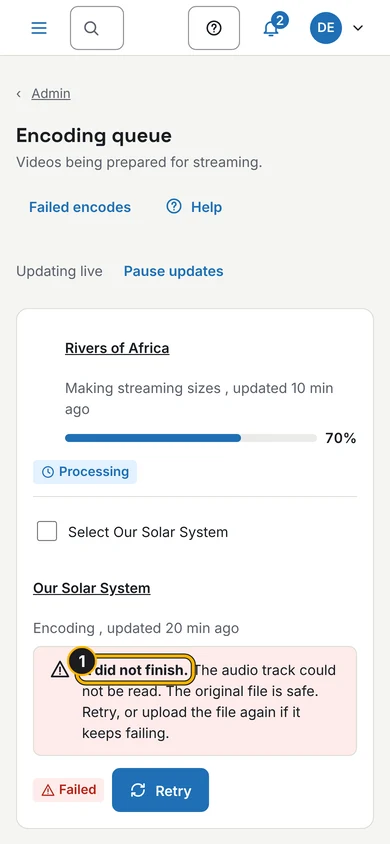 2
DE
‹ Admin
Encoding queue
Videos being prepared for streaming.
Failed encodes
Help
Updating live
Pause updates
Rivers of Africa
Making streaming sizes , updated 10 min
ago
70%
Processing
Select Our Solar System
Our Solar System
Encoding , updated 20 min ago
1
did not finish. The audio track could
not be read. The original file is safe.
Retry, or upload the file again if it
keeps failing.
Failed
Retry